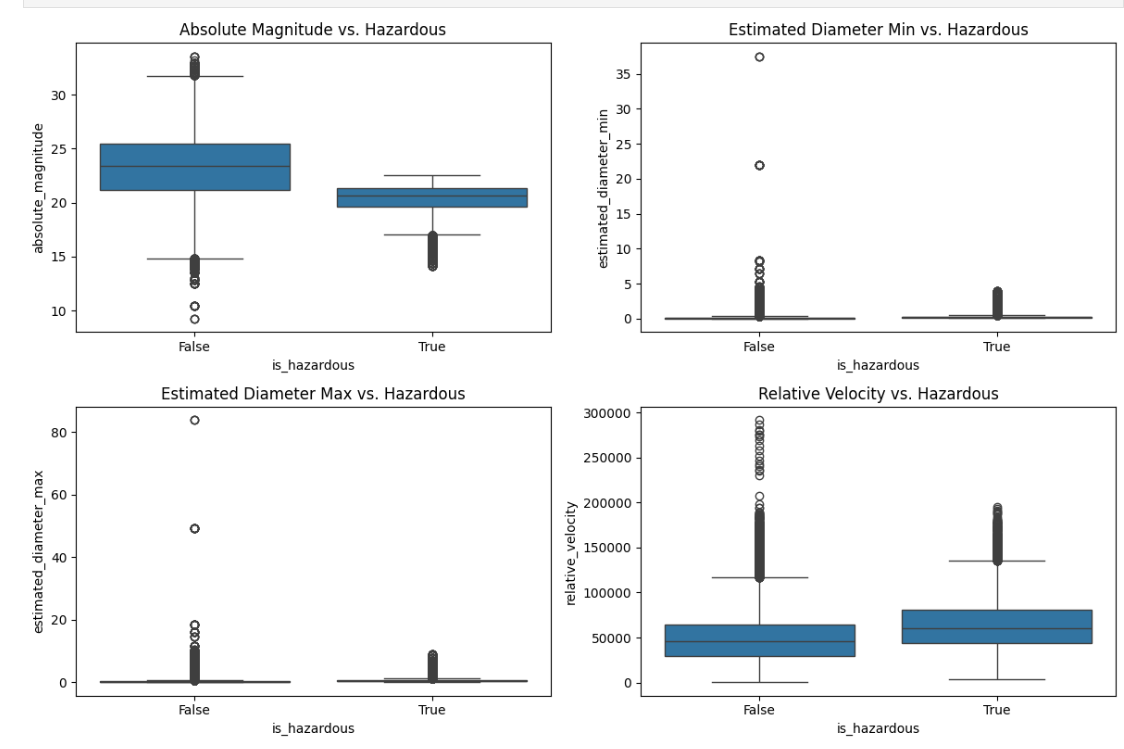 Absolute Magnitude vs. Hazardous
absolute_magnitude
30
25
20
15
10
False
True
is_hazardous
Estimated Diameter Min vs. Hazardous
estimated_diameter_min
35
30
25
20
15
10
5
0
False
True
is_hazardous
Estimated Diameter Max vs. Hazardous
estimated_diameter_max
80
60
40
20
0
False
True
is_hazardous
Relative Velocity vs. Hazardous
relative_velocity
300000
250000
200000
150000
100000
50000
0
False
True
is_hazardous